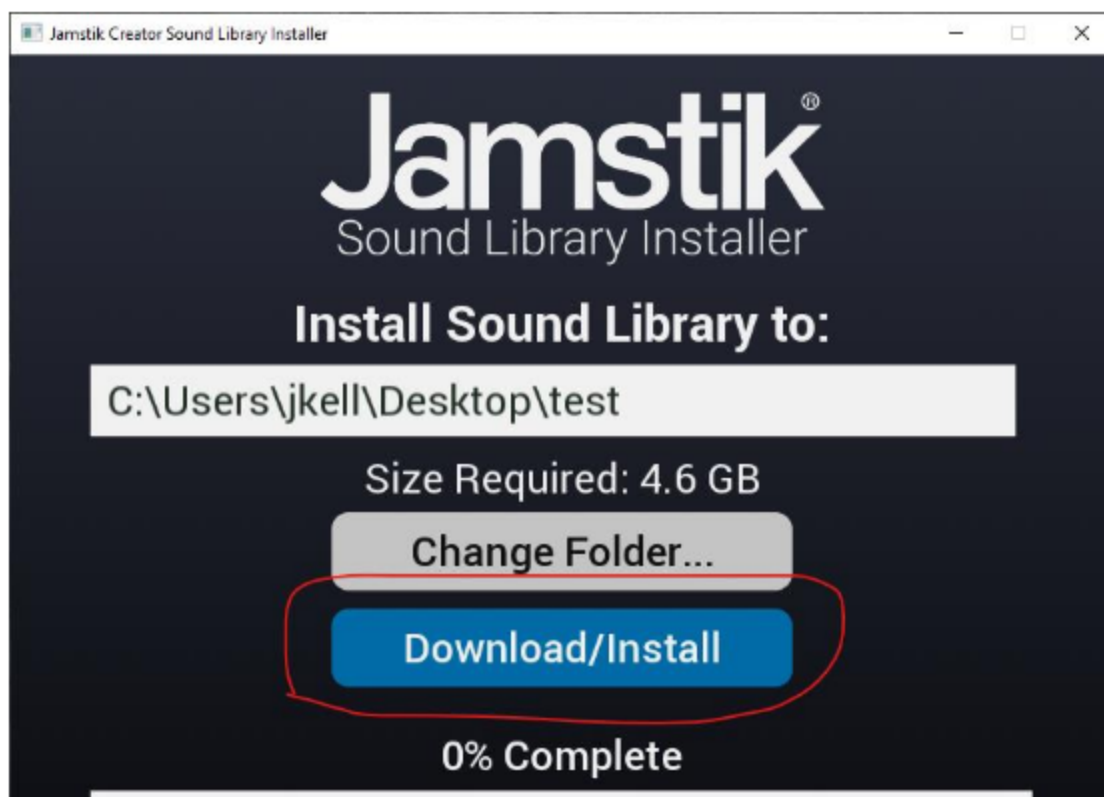 Jamstik Creator Sound Library Installer
Jamstik®
Sound Library Installer
Install Sound Library to:
C:\Users\jkell\Desktop\test
Size Required: 4.6 GB
Change Folder...
Download/Install
0% Complete